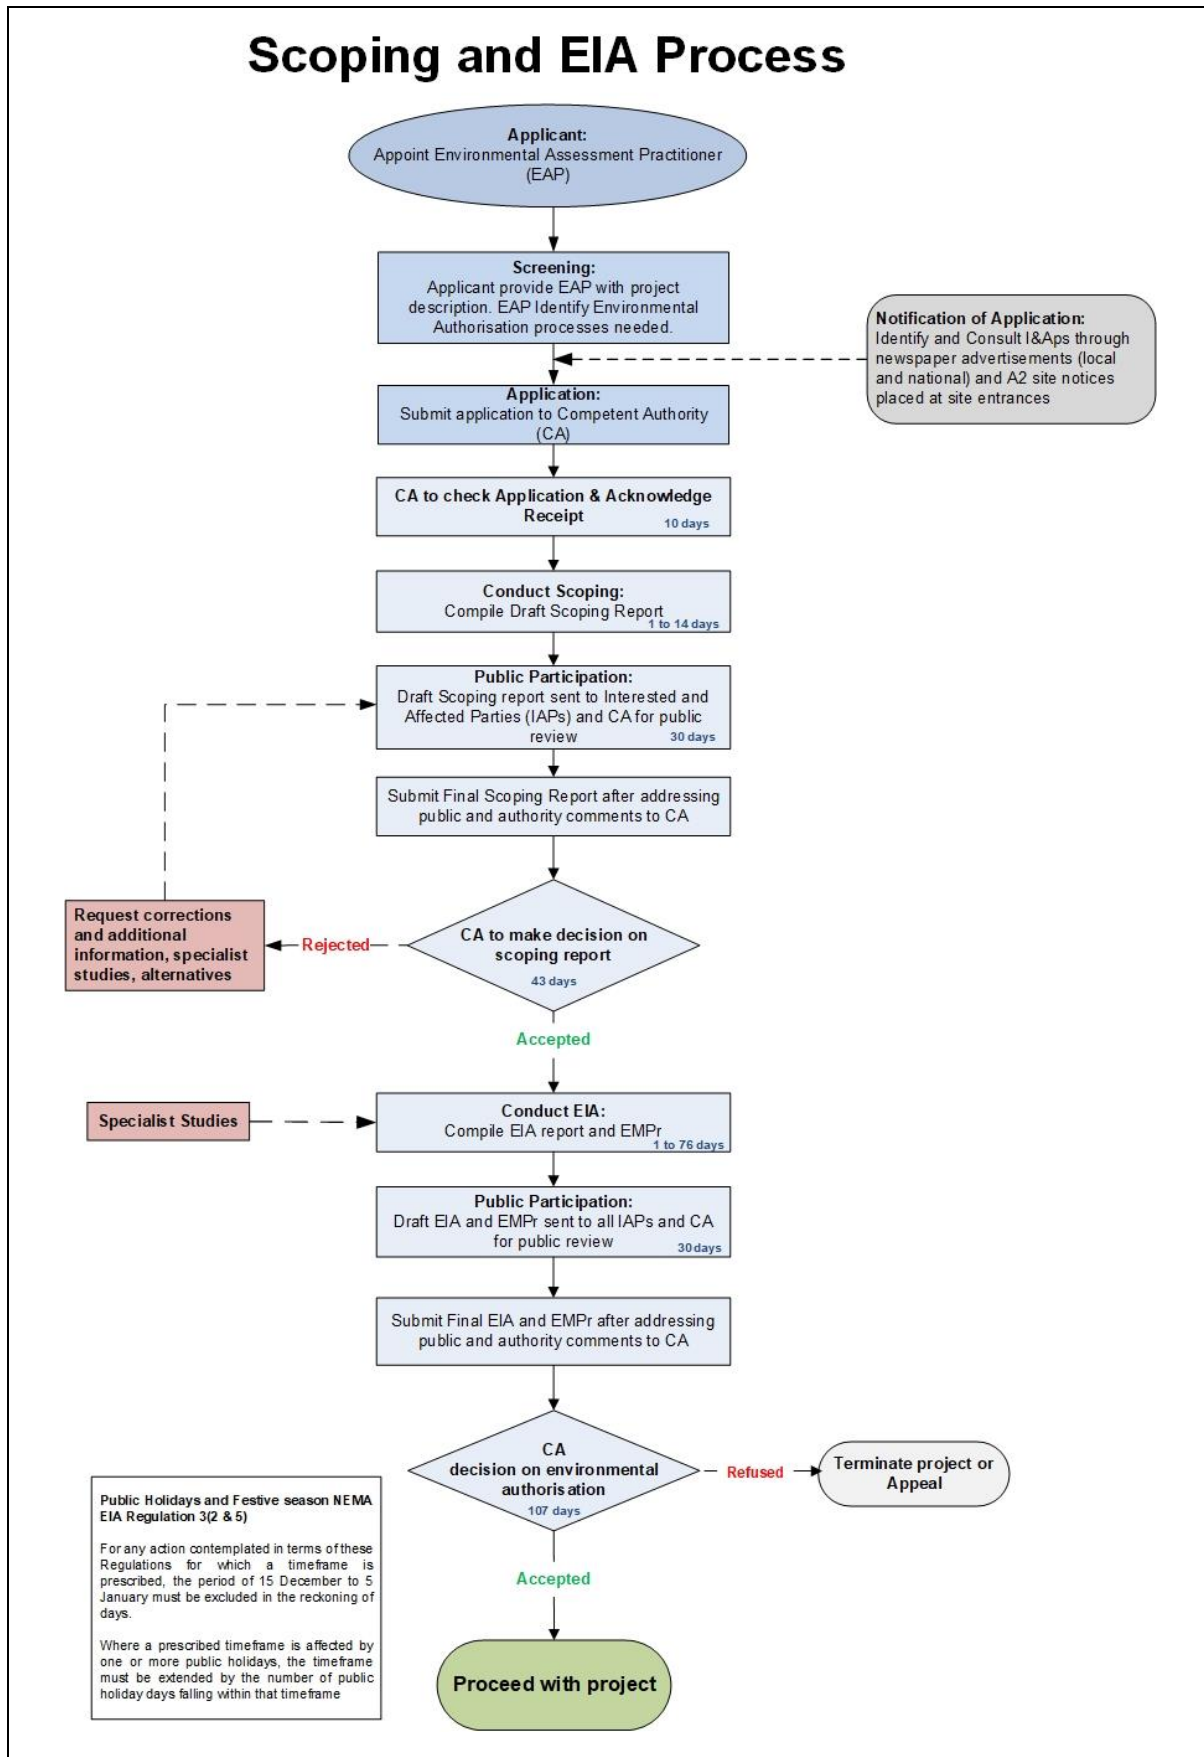 Scoping and EIA Process
Applicant:
Appoint Environmental Assessment Practitioner
(EAP)
Screening:
Applicant provide EAP with project
description. EAP Identify Environmental
Authorisation processes needed.
Notification of Application:
Identify and Consult I&Aps through
newspaper advertisements (local
and national) and A2 site notices
placed at site entrances
Application:
Submit application to Competent Authority
(CA)
CA to check Application & Acknowledge
Receipt
10 days
Conduct Scoping:
Compile Draft Scoping Report
1 to 14 days
Public Participation:
Draft Scoping report sent to Interested and
Affected Parties (IAPs) and CA for public
review
30 days
Submit Final Scoping Report after addressing
public and authority comments to CA
Request corrections
and additional
information, specialist
studies, alternatives
Rejected
CA to make decision on
scoping report
43 days
Accepted
Specialist Studies
Conduct EIA:
Compile EIA report and EMPr
1 to 76 days
Public Participation:
Draft EIA and EMPr sent to all IAPs and CA
for public review
30 days
Submit Final EIA and EMPr after addressing
public and authority comments to CA
CA
decision on environmental
authorisation
107 days
Refused
Terminate project or
Appeal
Accepted
Proceed with project
Public Holidays and Festive season NEMA
EIA Regulation 3(2 & 5)
For any action contemplated in terms of these
Regulations for which a timeframe is
prescribed, the period of 15 December to 5
January must be excluded in the reckoning of
days.
Where a prescribed timeframe is affected by
one or more public holidays, the timeframe
must be extended by the number of public
holiday days falling within that timeframe